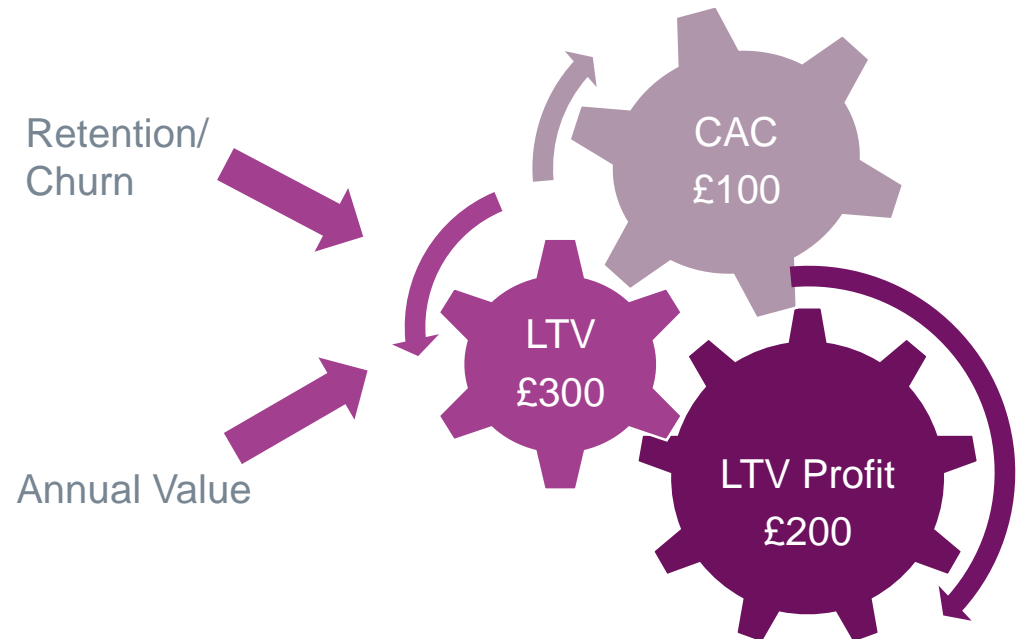 Retention/
Churn
Annual Value
CAC
£100
LTV
£300
LTV Profit
£200